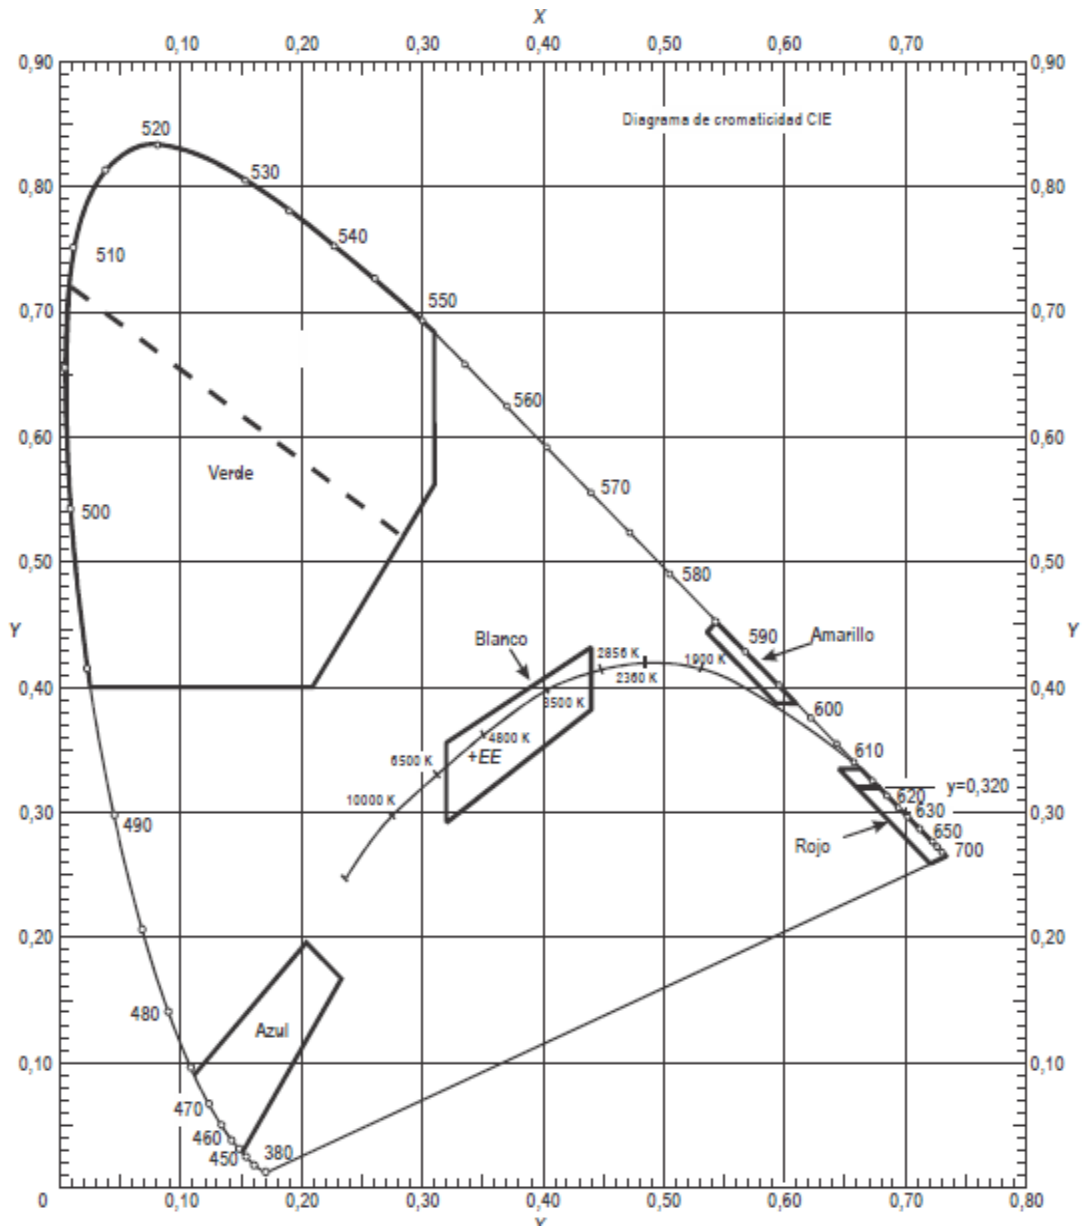 X
0,10 0,20 0,30 0,40 0,50 0,60 0,70
0,90 0,90
Diagrama de cromaticidad CIE
520
530
0,80 0,80
540
510
550
0,70 0,70
560
0,60 0,60
Verde
570
500
0,50 580 0,50
Y Blanco 590 Amarillo Y
2856 K 1900 K
2360 K
0,40 0,40
3500 K 600
4800 K
6500 K +EE 610
10000 K y=0,320
620
0,30 630 0,30
490 650
Rojo 700
0,20 0,20
480
Azul
0,10 0,10
470
460
450 380
0 0,10 0,20 0,30 0,40 0,50 0,60 0,70 0,80
X